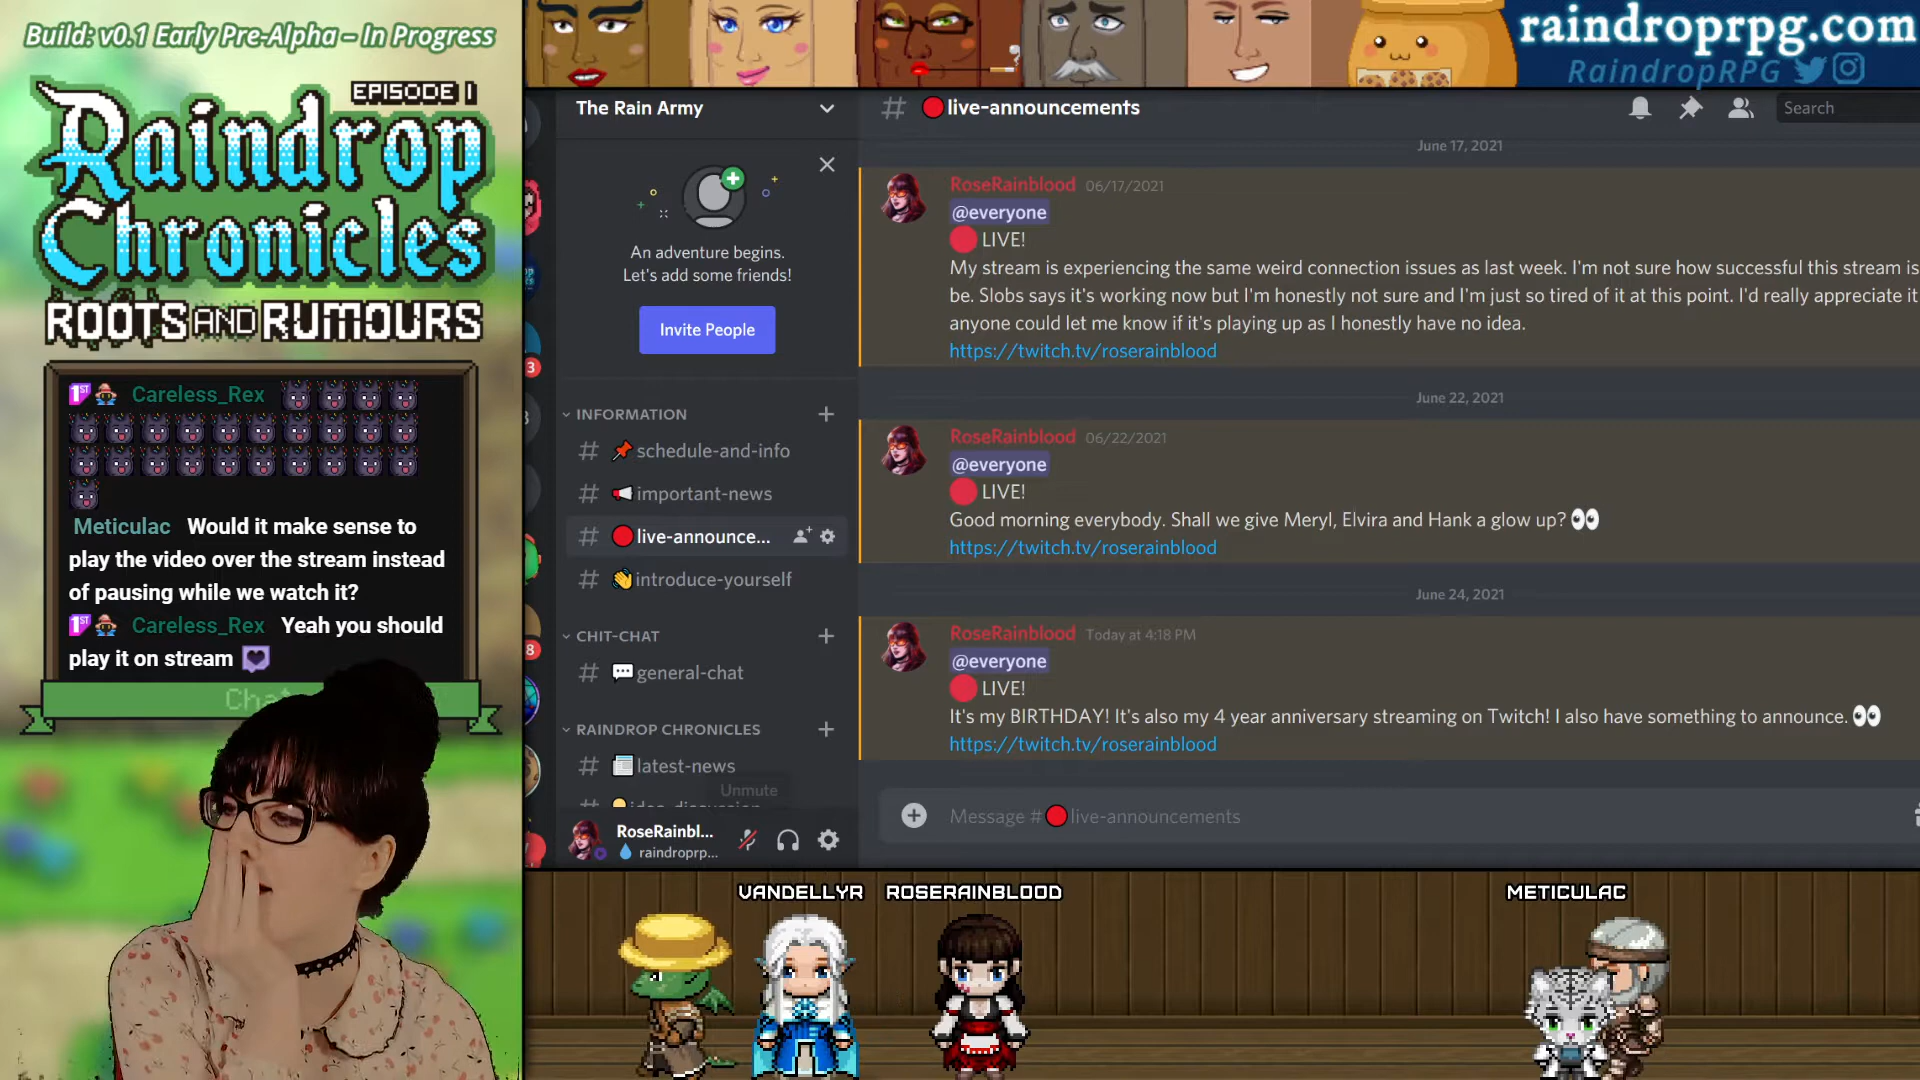 Build: v0.1 Early Pre-Alpha – In Progress
EPISODE I
Raindrop
Chronicles
ROOTS AND RUMOURS
Careless_Rex
Meticulac Would it make sense to
play the video over the stream instead
of pausing while we watch it?
Careless_Rex Yeah you should
play it on stream
raindroprpg.com
RaindropRPG
The Rain Army
An adventure begins.
Let's add some friends!
Invite People
INFORMATION
# schedule-and-info
# important-news
# live-announce...
# introduce-yourself
CHIT-CHAT
# general-chat
RAINDROP CHRONICLES
# latest-news
Unmute
RoseRainbl...
raindroprp...
3
8
# live-announcements
Search
June 17, 2021
RoseRainblood 06/17/2021
@everyone
LIVE!
My stream is experiencing the same weird connection issues as last week. I'm not sure how successful this stream is
be. Slobs says it's working now but I'm honestly not sure and I'm just so tired of it at this point. I'd really appreciate it
anyone could let me know if it's playing up as I honestly have no idea.
https://twitch.tv/roserainblood
June 22, 2021
RoseRainblood 06/22/2021
@everyone
LIVE!
Good morning everybody. Shall we give Meryl, Elvira and Hank a glow up?
https://twitch.tv/roserainblood
June 24, 2021
RoseRainblood Today at 4:18 PM
@everyone
LIVE!
It's my BIRTHDAY! It's also my 4 year anniversary streaming on Twitch! I also have something to announce.
https://twitch.tv/roserainblood
Message # live-announcements
VANDELLYR
ROSERAINBLOOD
METICULAC